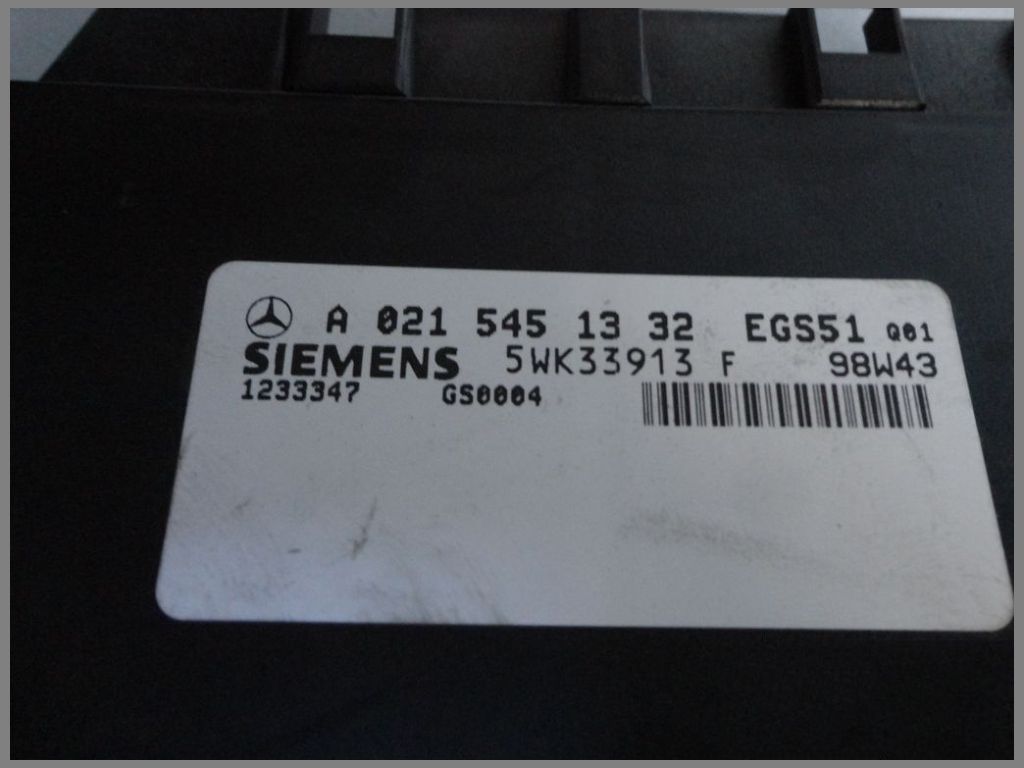 A 021 545 13 32 EGS51 Q01
SIEMENS 5WK33913 F 98W43
1233347 GS0004